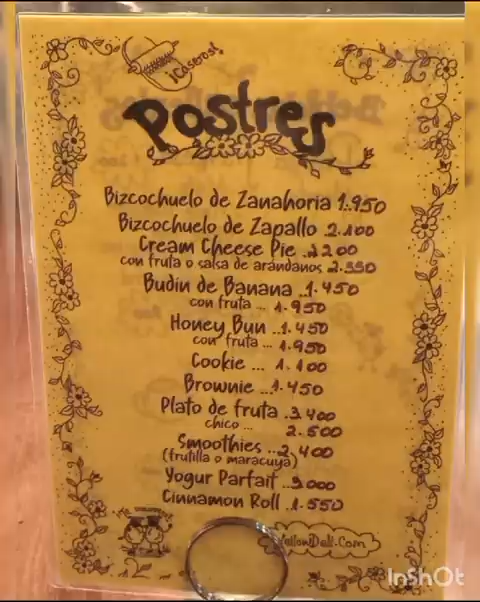 ¡Caseros!
Postres
Bizcochuelo de Zanahoria 1.950
Bizcochuelo de Zapallo 2.100
Cream Cheese Pie ..2200
con fruta o salsa de arándanos 2.550
Budin de Banana ..1.450
con fruta ... 1.950
Honey Bun ..1.450
con fruta ... 1.950
Cookie ... 1.100
Brownie ...1.450
Plato de fruta .3.400
chico ... 2.500
Smoothies ..2,400
(frutilla o maracuya)
Yogur Parfait ..3.000
Cinnamon Roll .1.550
YellowDeli.Com
InShOt